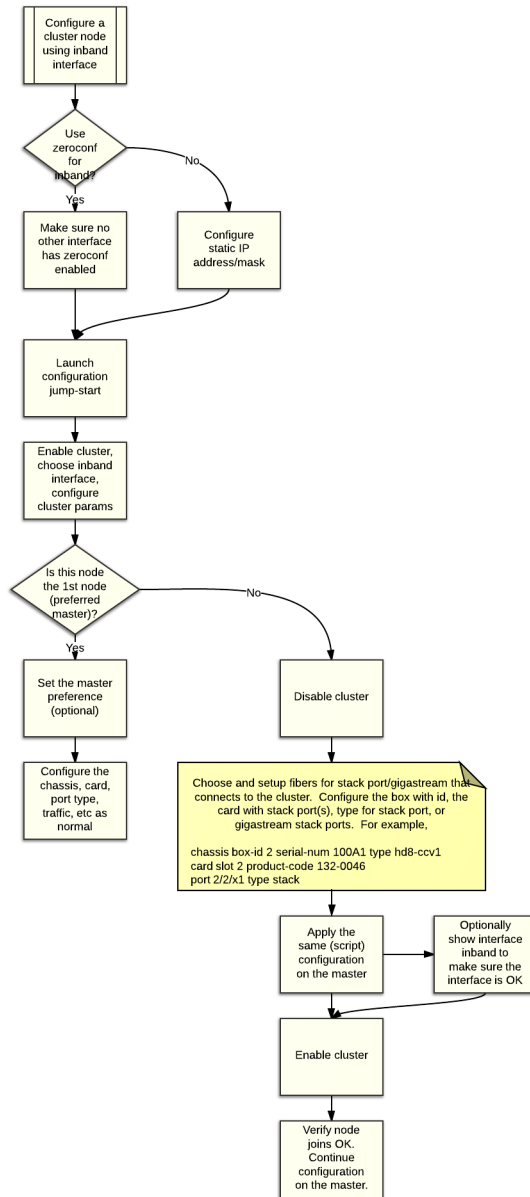 Configure a
cluster node
using inband
interface
Use
zeroconf
for
inband?
No
Yes
Make sure no
other interface
has zeroconf
enabled
Configure
static IP
address/mask
Launch
configuration
jump-start
Enable cluster,
choose inband
interface,
configure
cluster params
Is this node
the 1st node
(preferred
master)?
No
Yes
Set the master
preference
(optional)
Disable cluster
Configure the
chassis, card,
port type,
traffic, etc as
normal
Choose and setup fibers for stack port/gigastream that
connects to the cluster. Configure the box with id, the
card with stack port(s), type for stack port, or
gigastream stack ports. For example,
chassis box-id 2 serial-num 100A1 type hd8-ccv1
card slot 2 product-code 132-0046
port 2/2/x1 type stack
Apply the
same (script)
configuration
on the master
Optionally
show interface
inband to
make sure the
interface is OK
Enable cluster
Verify node
joins OK.
Continue
configuration
on the master.